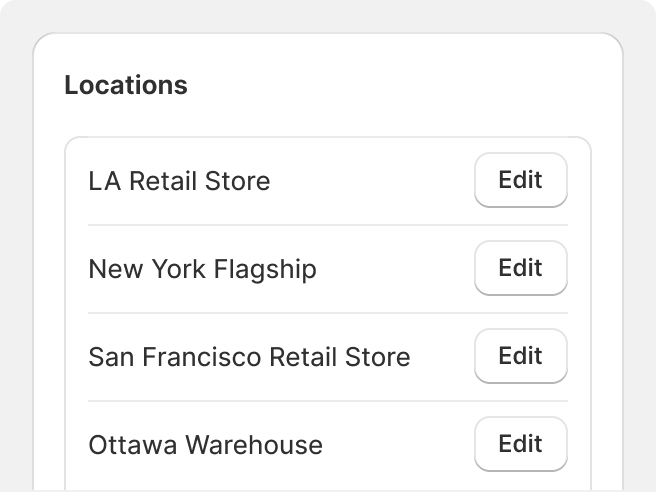 Locations
LA Retail Store Edit
New York Flagship Edit
San Francisco Retail Store Edit
Ottawa Warehouse Edit